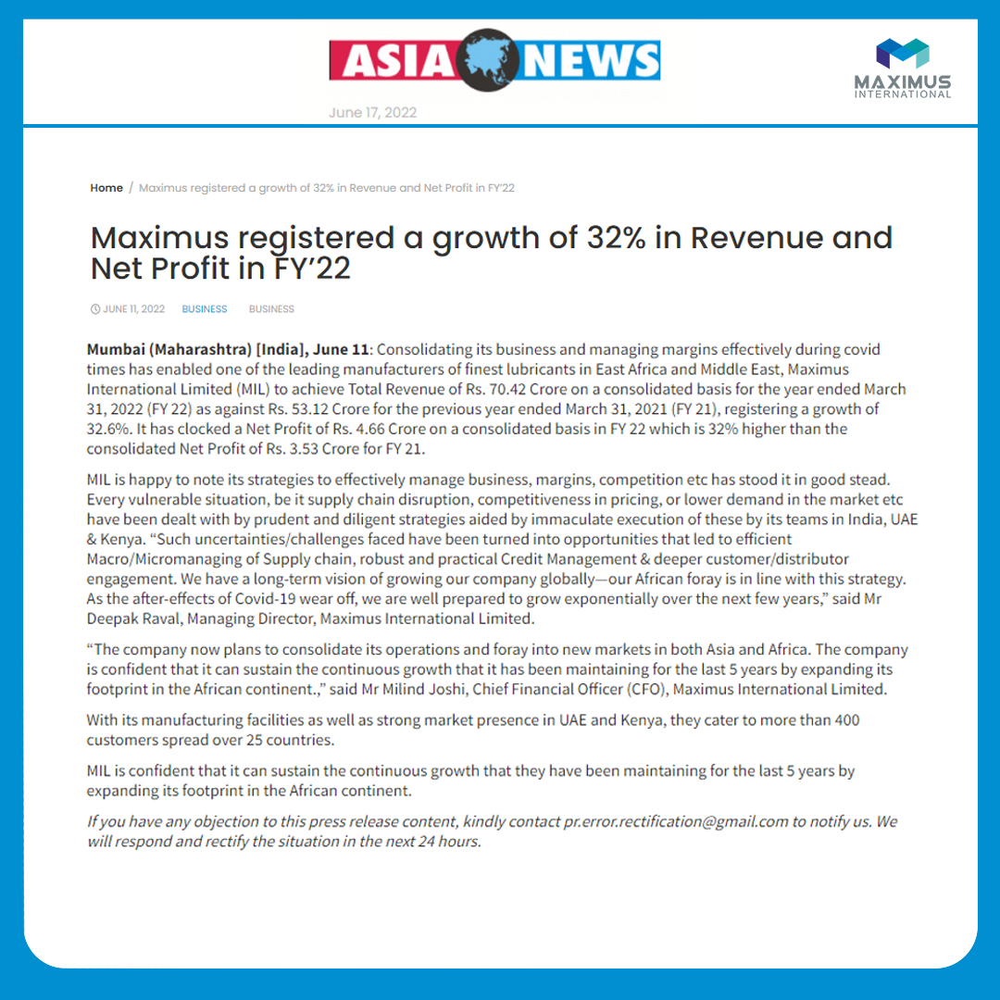 ASIA NEWS
MAXIMUS
INTERNATIONAL
June 17, 2022
Home / Maximus registered a growth of 32% in Revenue and Net Profit in FY'22
Maximus registered a growth of 32% in Revenue and
Net Profit in FY’22
JUNE 11, 2022 BUSINESS BUSINESS
Mumbai (Maharashtra) [India], June 11: Consolidating its business and managing margins effectively during covid
times has enabled one of the leading manufacturers of finest lubricants in East Africa and Middle East, Maximus
International Limited (MIL) to achieve Total Revenue of Rs. 70.42 Crore on a consolidated basis for the year ended March
31, 2022 (FY 22) as against Rs. 53.12 Crore for the previous year ended March 31, 2021 (FY 21), registering a growth of
32.6%. It has clocked a Net Profit of Rs. 4.66 Crore on a consolidated basis in FY 22 which is 32% higher than the
consolidated Net Profit of Rs. 3.53 Crore for FY 21.
MIL is happy to note its strategies to effectively manage business, margins, competition etc has stood it in good stead.
Every vulnerable situation, be it supply chain disruption, competitiveness in pricing, or lower demand in the market etc
have been dealt with by prudent and diligent strategies aided by immaculate execution of these by its teams in India, UAE
& Kenya. “Such uncertainties/challenges faced have been turned into opportunities that led to efficient
Macro/Micromanaging of Supply chain, robust and practical Credit Management & deeper customer/distributor
engagement. We have a long-term vision of growing our company globally—our African foray is in line with this strategy.
As the after-effects of Covid-19 wear off, we are well prepared to grow exponentially over the next few years,” said Mr
Deepak Raval, Managing Director, Maximus International Limited.
“The company now plans to consolidate its operations and foray into new markets in both Asia and Africa. The company
is confident that it can sustain the continuous growth that it has been maintaining for the last 5 years by expanding its
footprint in the African continent.,” said Mr Milind Joshi, Chief Financial Officer (CFO), Maximus International Limited.
With its manufacturing facilities as well as strong market presence in UAE and Kenya, they cater to more than 400
customers spread over 25 countries.
MIL is confident that it can sustain the continuous growth that they have been maintaining for the last 5 years by
expanding its footprint in the African continent.
If you have any objection to this press release content, kindly contact pr.error.rectification@gmail.com to notify us. We
will respond and rectify the situation in the next 24 hours.